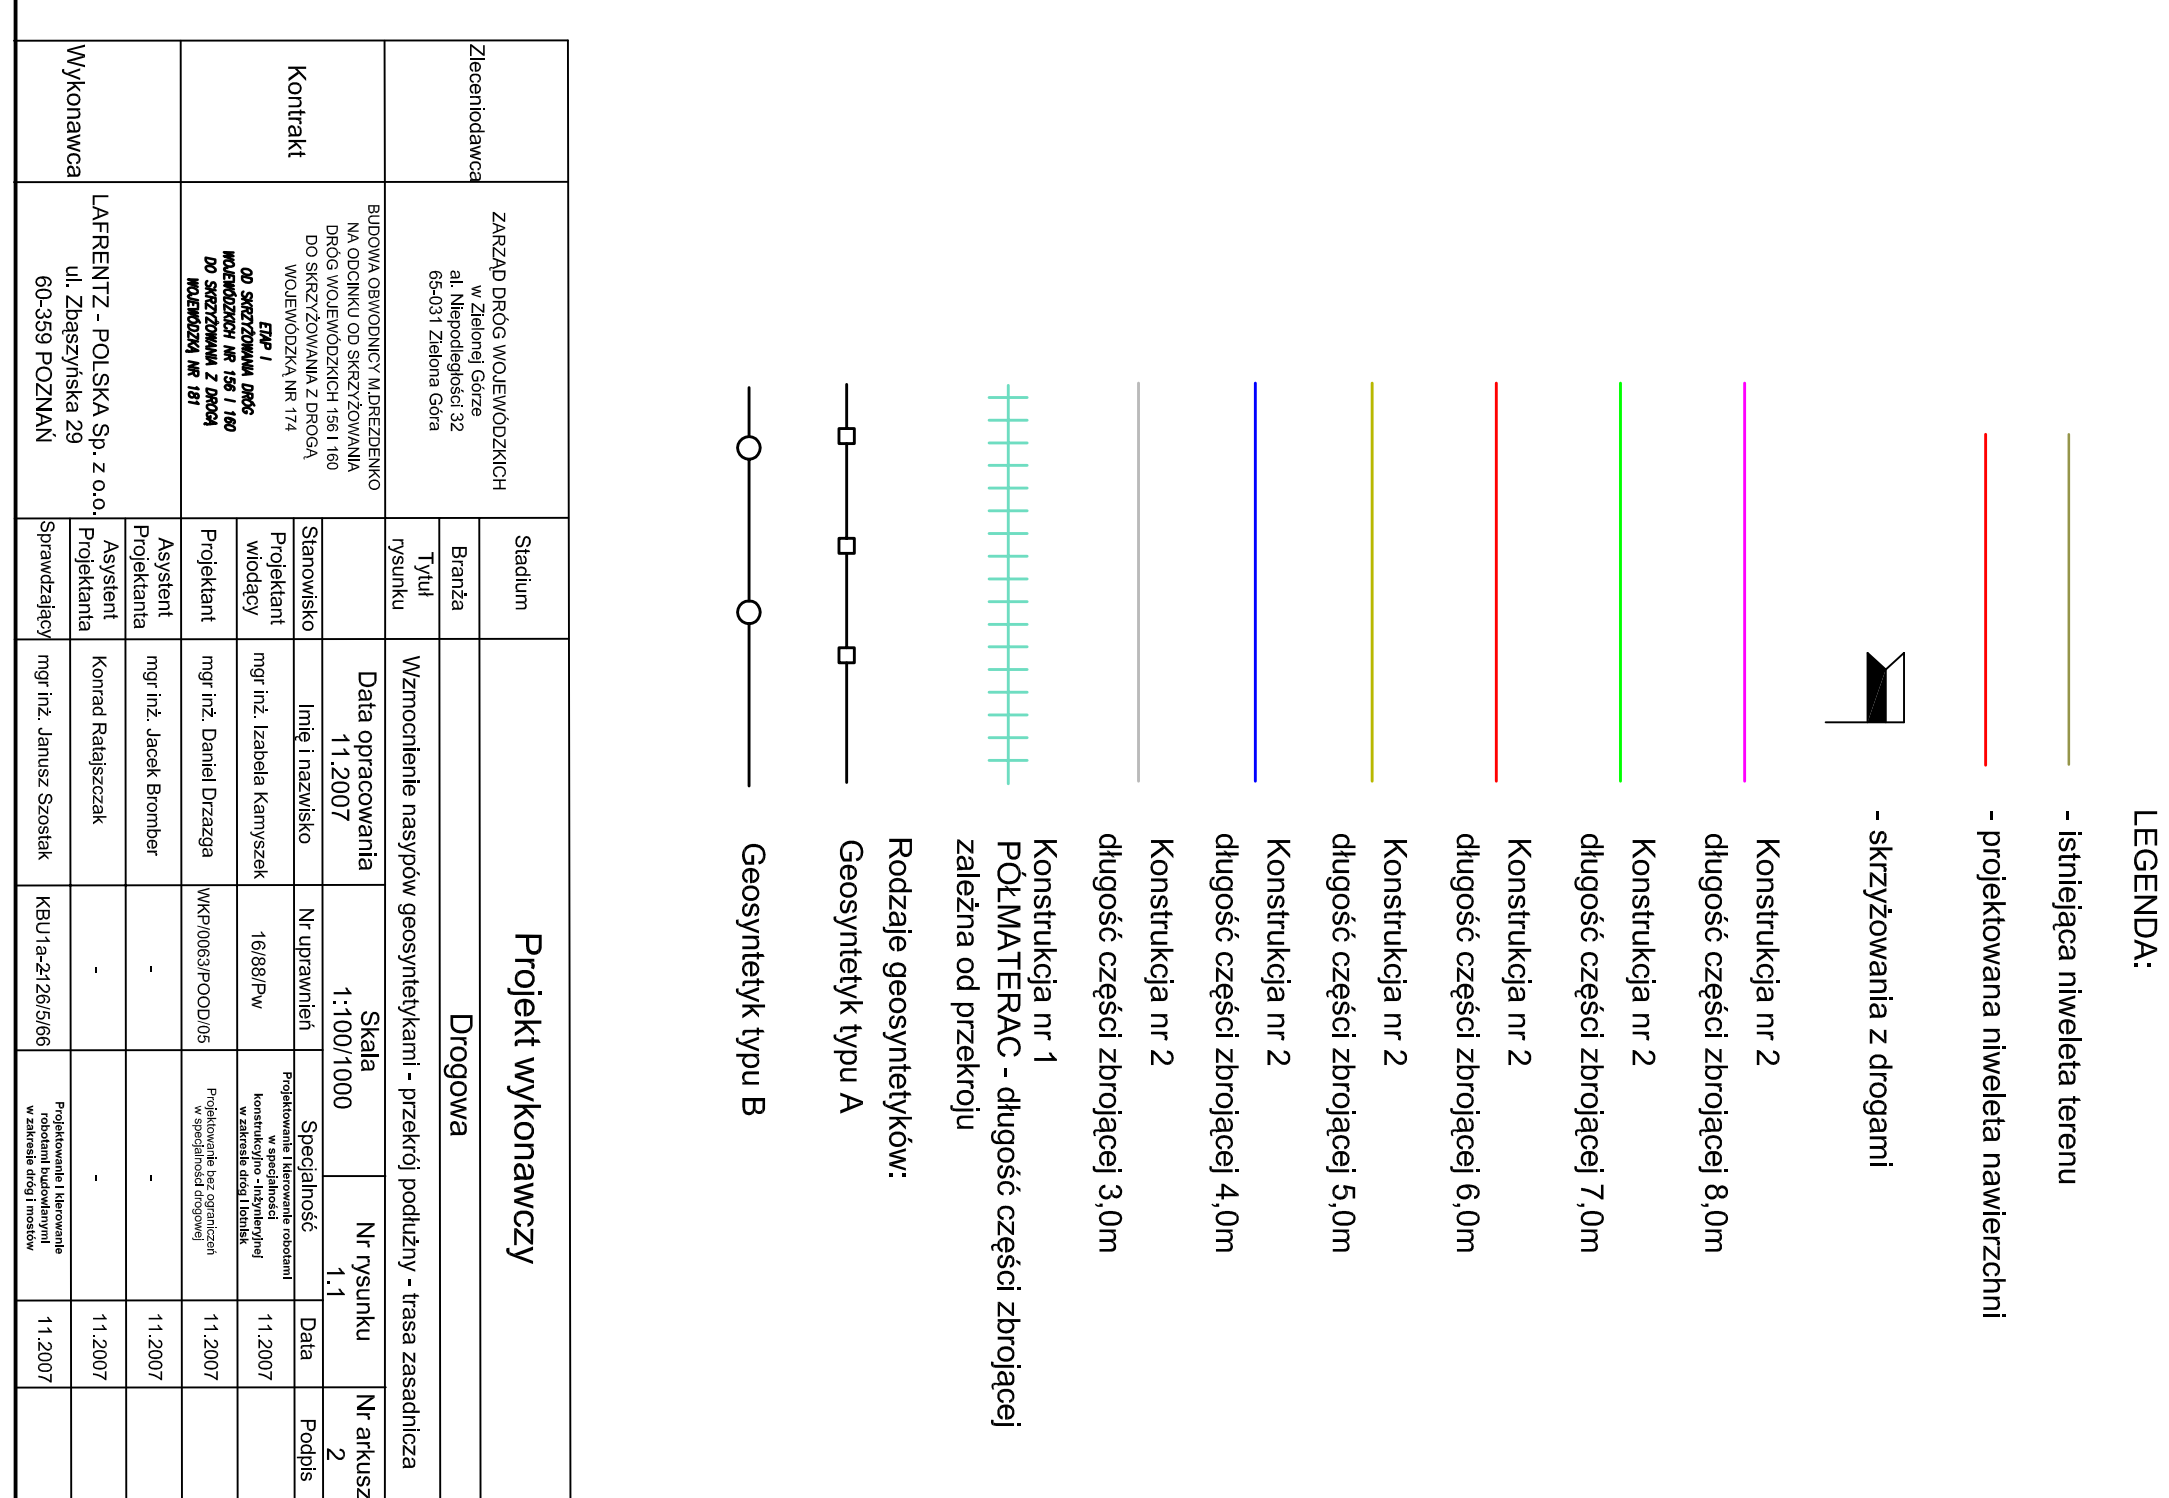 LEGENDA:
- istniejąca niweleta terenu
- projektowana niweleta nawierzchni
- skrzyżowania z drogami
Konstrukcja nr 2
długość części zbrojącej 8,0m
Konstrukcja nr 2
długość części zbrojącej 7,0m
Konstrukcja nr 2
długość części zbrojącej 6,0m
Konstrukcja nr 2
długość części zbrojącej 5,0m
Konstrukcja nr 2
długość części zbrojącej 4,0m
Konstrukcja nr 2
długość części zbrojącej 3,0m
Konstrukcja nr 1
PÓŁMATERAC - długość części zbrojącej
zależna od przekroju
Rodzaje geosyntetyków:
Geosyntetyk typu A
Geosyntetyk typu B
Zleceniodawca
ZARZĄD DRÓG WOJEWÓDZKICH
w Zielonej Górze
al. Niepodległości 32
65-031 Zielona Góra
Stadium
Projekt wykonawczy
Branża
Drogowa
Tytuł
rysunku
Wzmocnienie nasypów geosyntetykami - przekrój podłużny - trasa zasadnicza
Kontrakt
BUDOWA OBWODNICY M.DREZDENKO
NA ODCINKU OD SKRZYŻOWANIA
DRÓG WOJEWÓDZKICH 156 I 160
DO SKRZYŻOWANIA Z DROGĄ
WOJEWÓDZKĄ NR 174
ETAP I
OD SKRZYŻOWANIA DRÓG
WOJEWÓDZKICH NR 156 I 160
DO SKRZYŻOWANIA Z DROGĄ
WOJEWÓDZKĄ NR 181
Data opracowania
11.2007
Skala
1:100/1000
Nr rysunku
1.1
Nr arkusz
2
Stanowisko
Imię i nazwisko
Nr uprawnień
Specjalność
Data
Podpis
Projektant
wiodący
mgr inż. Izabela Kamyszek
16/88/Pw
Projektowanie i kierowanie robotami
w specjalności
konstrukcyjno - inżynieryjnej
w zakresie dróg i lotnisk
11.2007
Projektant
mgr inż. Daniel Drzazga
WKP/0063/POOD/05
Projektowanie bez ograniczeń
w specjalności drogowej
11.2007
Wykonawca
LAFRENTZ - POLSKA Sp. z o.o.
ul. Zbąszyńska 29
60-359 POZNAŃ
Asystent
Projektanta
mgr inż. Jacek Bromber
-
-
11.2007
Asystent
Projektanta
Konrad Ratajszczak
-
-
11.2007
Sprawdzający
mgr inż. Janusz Szostak
KBU1a-2126/5/66
Projektowanie i kierowanie
robotami budowlanymi
w zakresie dróg i mostów
11.2007